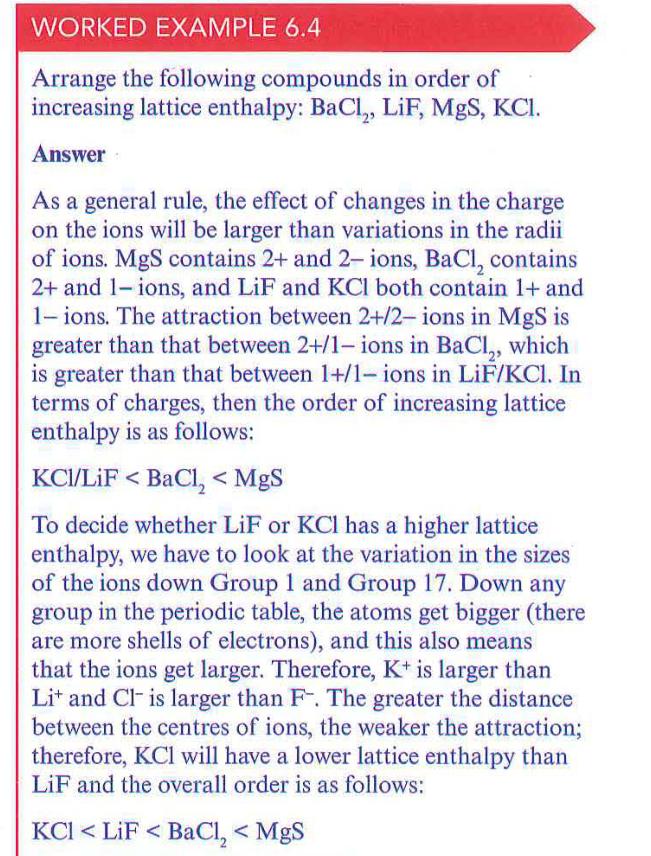 WORKED EXAMPLE 6.4
Arrange the following compounds in order of
increasing lattice enthalpy: BaCl₂, LiF, MgS, KCl.
Answer
As a general rule, the effect of changes in the charge
on the ions will be larger than variations in the radii
of ions. MgS contains 2+ and 2– ions, BaCl₂ contains
2+ and 1– ions, and LiF and KCl both contain 1+ and
1– ions. The attraction between 2+/2– ions in MgS is
greater than that between 2+/1– ions in BaCl₂, which
is greater than that between 1+/1– ions in LiF/KCl. In
terms of charges, then the order of increasing lattice
enthalpy is as follows:
KCl/LiF < BaCl₂ < MgS
To decide whether LiF or KCl has a higher lattice
enthalpy, we have to look at the variation in the sizes
of the ions down Group 1 and Group 17. Down any
group in the periodic table, the atoms get bigger (there
are more shells of electrons), and this also means
that the ions get larger. Therefore, K⁺ is larger than
Li⁺ and Cl⁻ is larger than F⁻. The greater the distance
between the centres of ions, the weaker the attraction;
therefore, KCl will have a lower lattice enthalpy than
LiF and the overall order is as follows:
KCl < LiF < BaCl₂ < MgS